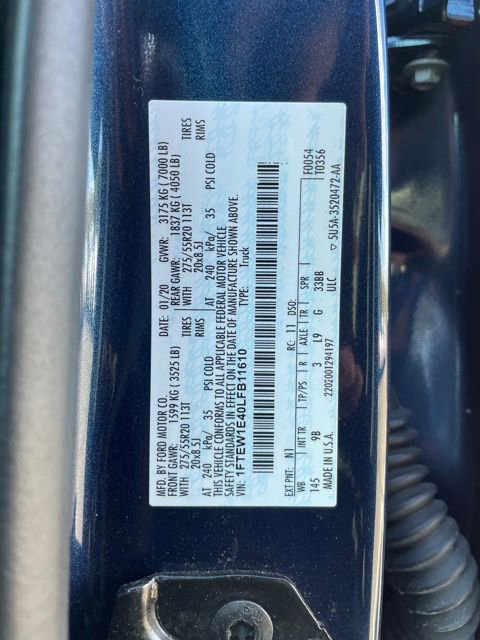 MFD. BY FORD MOTOR CO.
DATE: 01/20 GVWR: 3175 KG ( 7000 LB)
FRONT GAWR: 1599 KG ( 3525 LB) REAR GAWR: 1837 KG ( 4050 LB)
WITH 275/55R20 113T TIRES WITH 275/55R20 113T TIRES
20x8.5J RIMS 20x8.5J RIMS
AT 240 kPa/ 35 PSI COLD AT 240 kPa/ 35 PSI COLD
THIS VEHICLE CONFORMS TO ALL APPLICABLE FEDERAL MOTOR VEHICLE
SAFETY STANDARDS IN EFFECT ON THE DATE OF MANUFACTURE SHOWN ABOVE.
VIN: 1FTEW1E40LFB11610 TYPE: Truck
EXT PNT: N1 RC: 11 DSO: F0054
WB INT TR TP/PS R AXLE TR SPR T0356
145 9B 3 L9 G 33BB
MADE IN U.S.A. 2202001294197 ULC
▽ 5U5A-3520472-AA